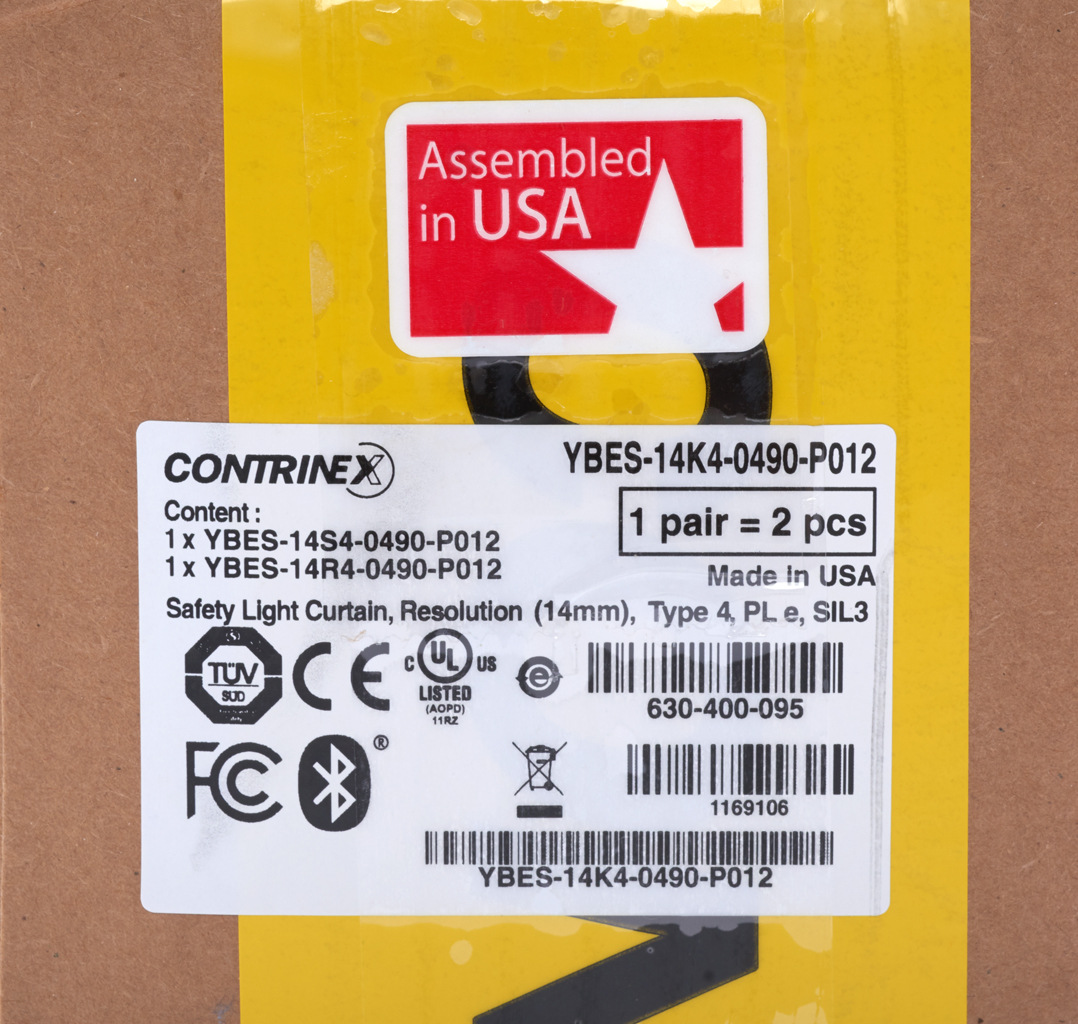 Assembled
in USA
CONTRINEX
YBES-14K4-0490-P012
Content :
1 x YBES-14S4-0490-P012
1 x YBES-14R4-0490-P012
1 pair = 2 pcs
Made in USA
Safety Light Curtain, Resolution (14mm), Type 4, PL e, SIL3
TÜV
SÜD
CE
C UL US
LISTED
(AOPD)
11RZ
e
630-400-095
FC
®
1169106
YBES-14K4-0490-P012